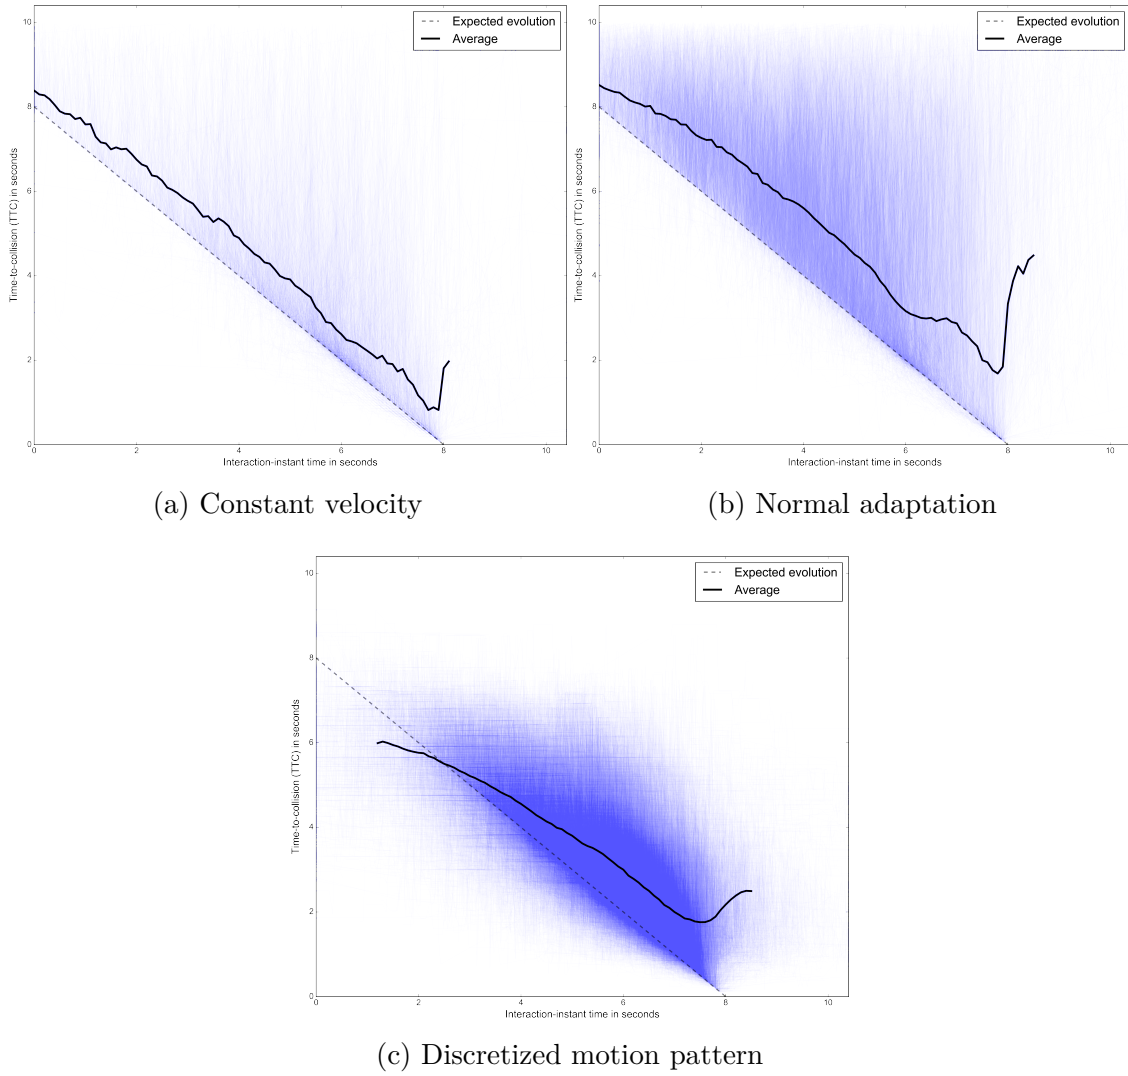 Expected evolution
Average
10
8
6
4
2
0
Time-to-collision (TTC) in seconds
0 2 4 6 8 10
Interaction-instant time in seconds
(a) Constant velocity
Expected evolution
Average
10
8
6
4
2
0
Time-to-collision (TTC) in seconds
0 2 4 6 8 10
Interaction-instant time in seconds
(b) Normal adaptation
Expected evolution
Average
10
8
6
4
2
0
Time-to-collision (TTC) in seconds
0 2 4 6 8 10
Interaction-instant time in seconds
(c) Discretized motion pattern